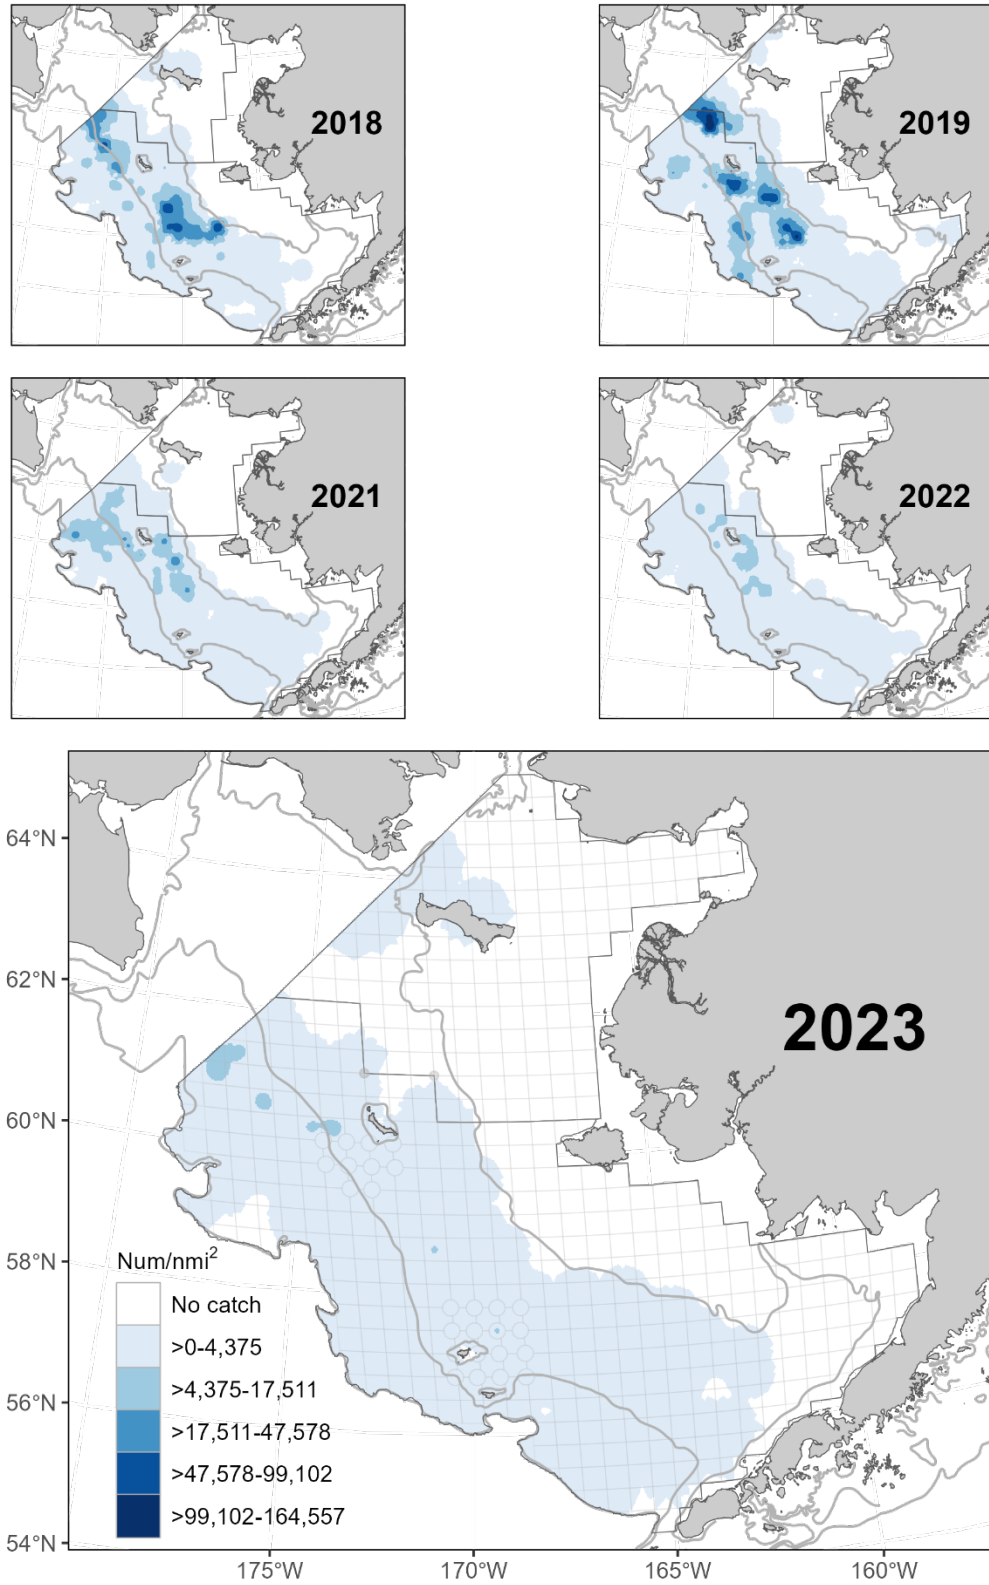 2018
2019
2021
2022
2023
64°N
62°N
60°N
58°N
56°N
54°N
Num/nmi²
No catch
>0-4,375
>4,375-17,511
>17,511-47,578
>47,578-99,102
>99,102-164,557
175°W
170°W
165°W
160°W